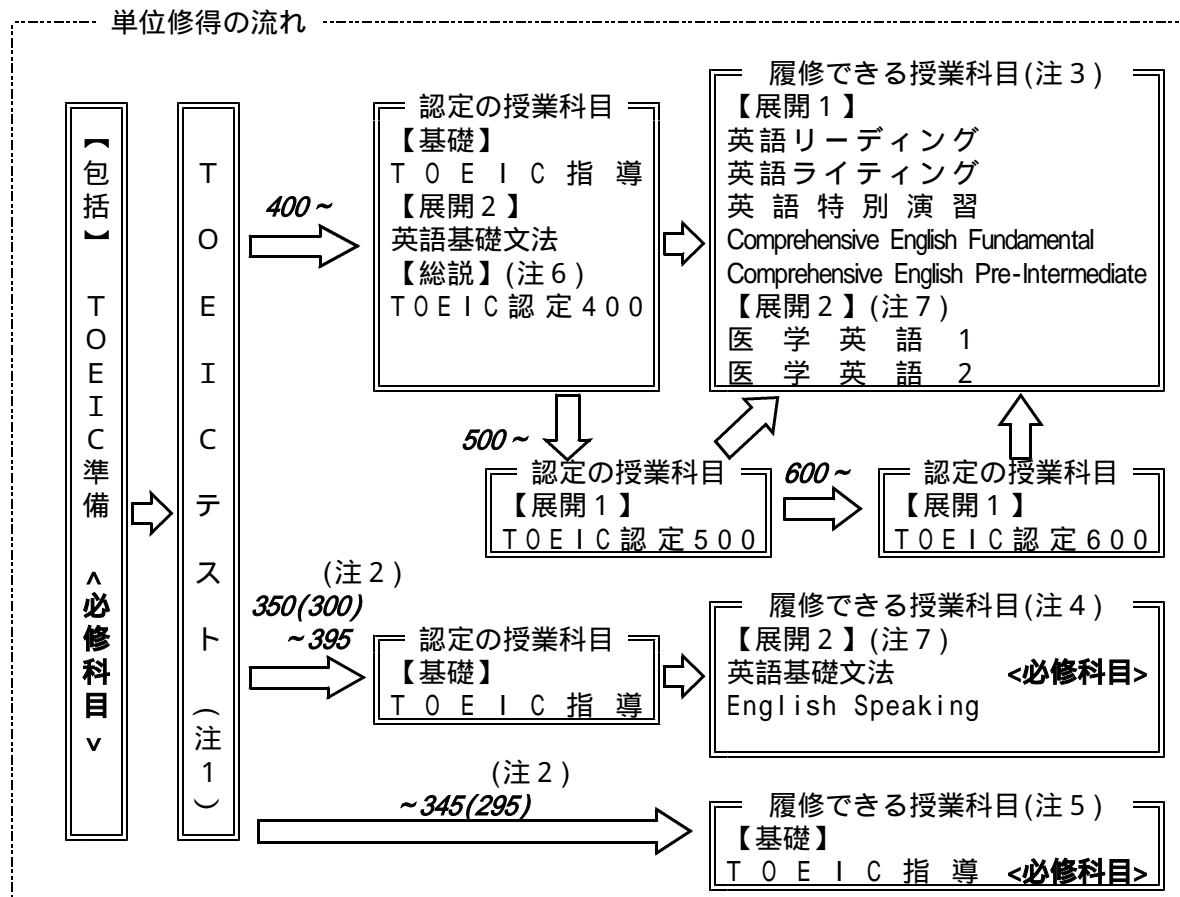 単位修得の流れ
【包括】 TOEIC準備 <必修科目>
TOEICテスト (注1)
400~
認定の授業科目
【基礎】
TOEIC指導
【展開2】
英語基礎文法
【総説】(注6)
TOEIC認定400
履修できる授業科目(注3)
【展開1】
英語リーディング
英語ライティング
英語特別演習
Comprehensive English Fundamental
Comprehensive English Pre-Intermediate
【展開2】(注7)
医学英語1
医学英語2
500~
認定の授業科目
【展開1】
TOEIC認定500
600~
認定の授業科目
【展開1】
TOEIC認定600
(注2)
350(300)
~395
認定の授業科目
【基礎】
TOEIC指導
履修できる授業科目(注4)
【展開2】(注7)
英語基礎文法 <必修科目>
English Speaking
(注2)
~345(295)
履修できる授業科目(注5)
【基礎】
TOEIC指導 <必修科目>